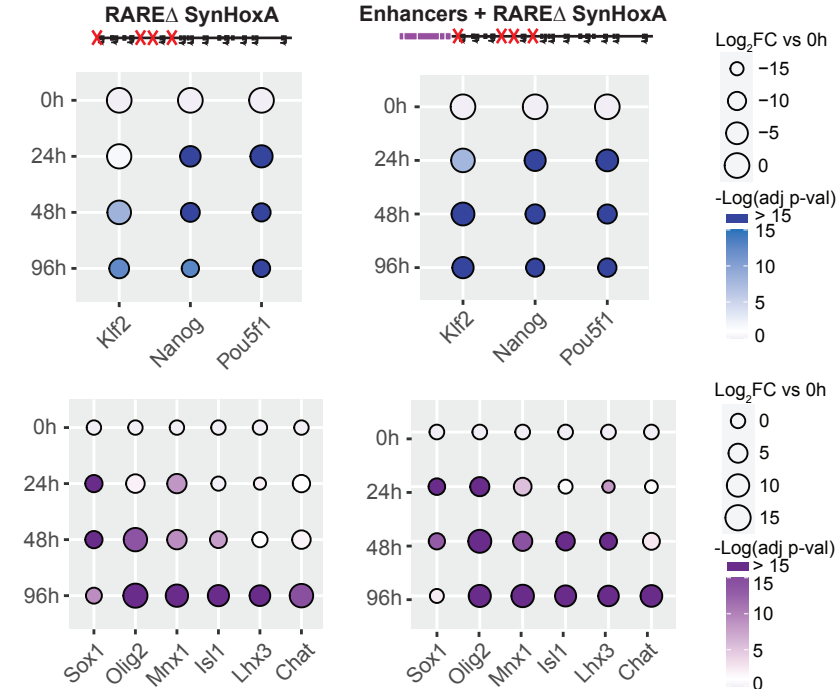 RAREΔ SynHoxA
Enhancers + RAREΔ SynHoxA
0h
24h
48h
96h
Klf2
Nanog
Pou5f1
0h
24h
48h
96h
Klf2
Nanog
Pou5f1
Log₂FC vs 0h
−15
−10
−5
0
-Log(adj p-val)
> 15
15
10
5
0
0h
24h
48h
96h
Sox1
Olig2
Mnx1
Isl1
Lhx3
Chat
0h
24h
48h
96h
Sox1
Olig2
Mnx1
Isl1
Lhx3
Chat
Log₂FC vs 0h
0
5
10
15
-Log(adj p-val)
> 15
15
10
5
0